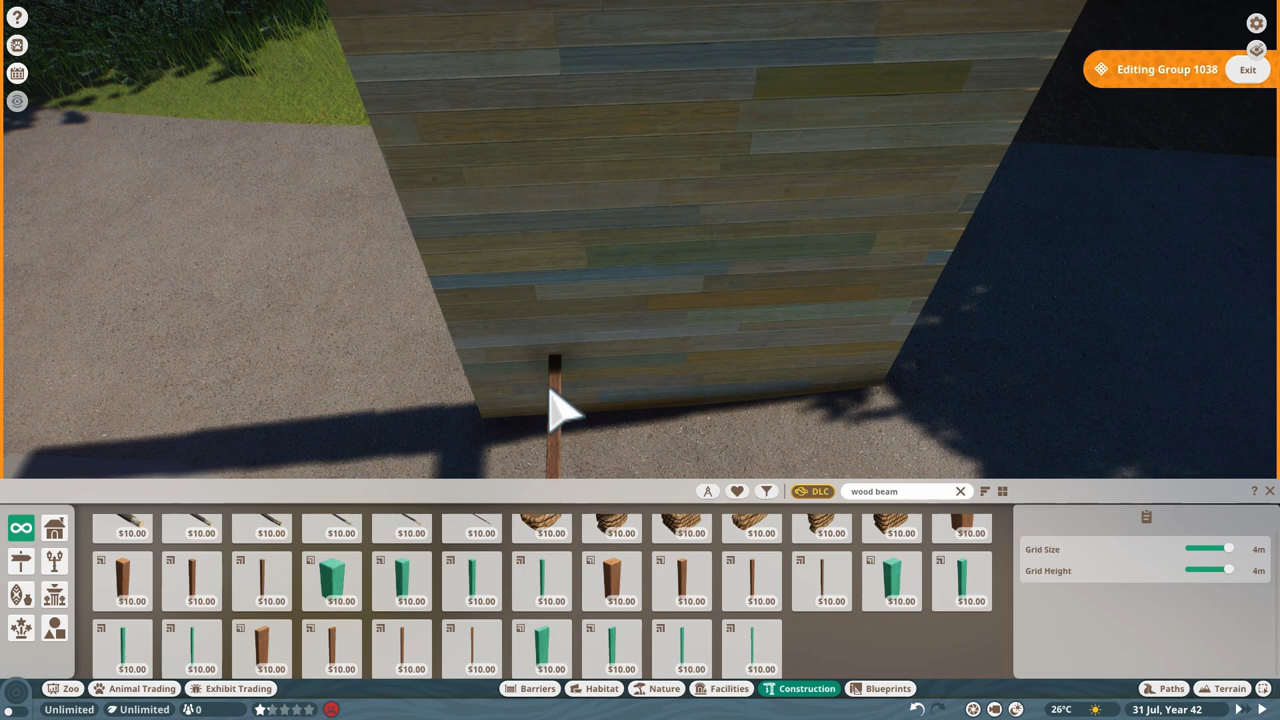 ?
Editing Group 1038
Exit
DLC
wood beam
?
$10.00 $10.00 $10.00 $10.00 $10.00 $10.00 $10.00 $10.00 $10.00 $10.00 $10.00 $10.00 $10.00
Grid Size 4m
Grid Height 4m
$10.00 $10.00 $10.00 $10.00 $10.00 $10.00 $10.00 $10.00 $10.00 $10.00 $10.00 $10.00 $10.00
$10.00 $10.00 $10.00 $10.00 $10.00 $10.00 $10.00 $10.00 $10.00 $10.00
Zoo Animal Trading Exhibit Trading Barriers Habitat Nature Facilities Construction Blueprints Paths Terrain
Unlimited Unlimited 0 26°C 31 Jul, Year 42